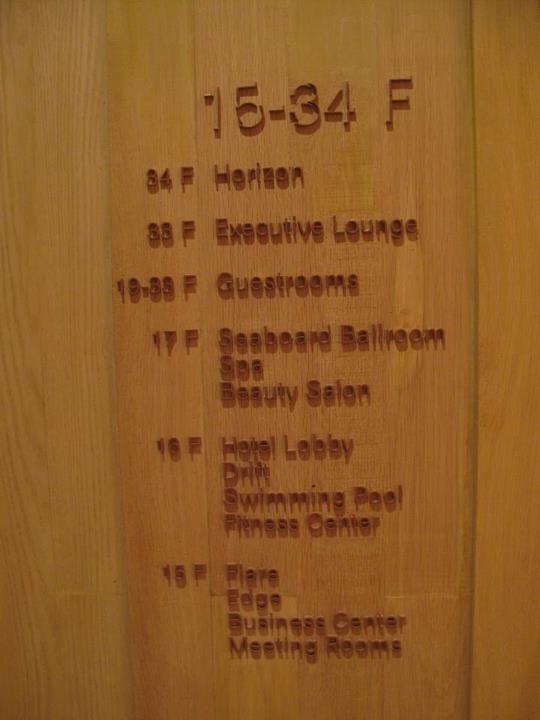 15-34 F
34 F Horizon
33 F Executive Lounge
19-33 F Guestrooms
17 F Seaboard Ballroom
Spa
Beauty Salon
16 F Hotel Lobby
Drift
Swimming Pool
Fitness Center
15 F Flare
Edge
Business Center
Meeting Rooms